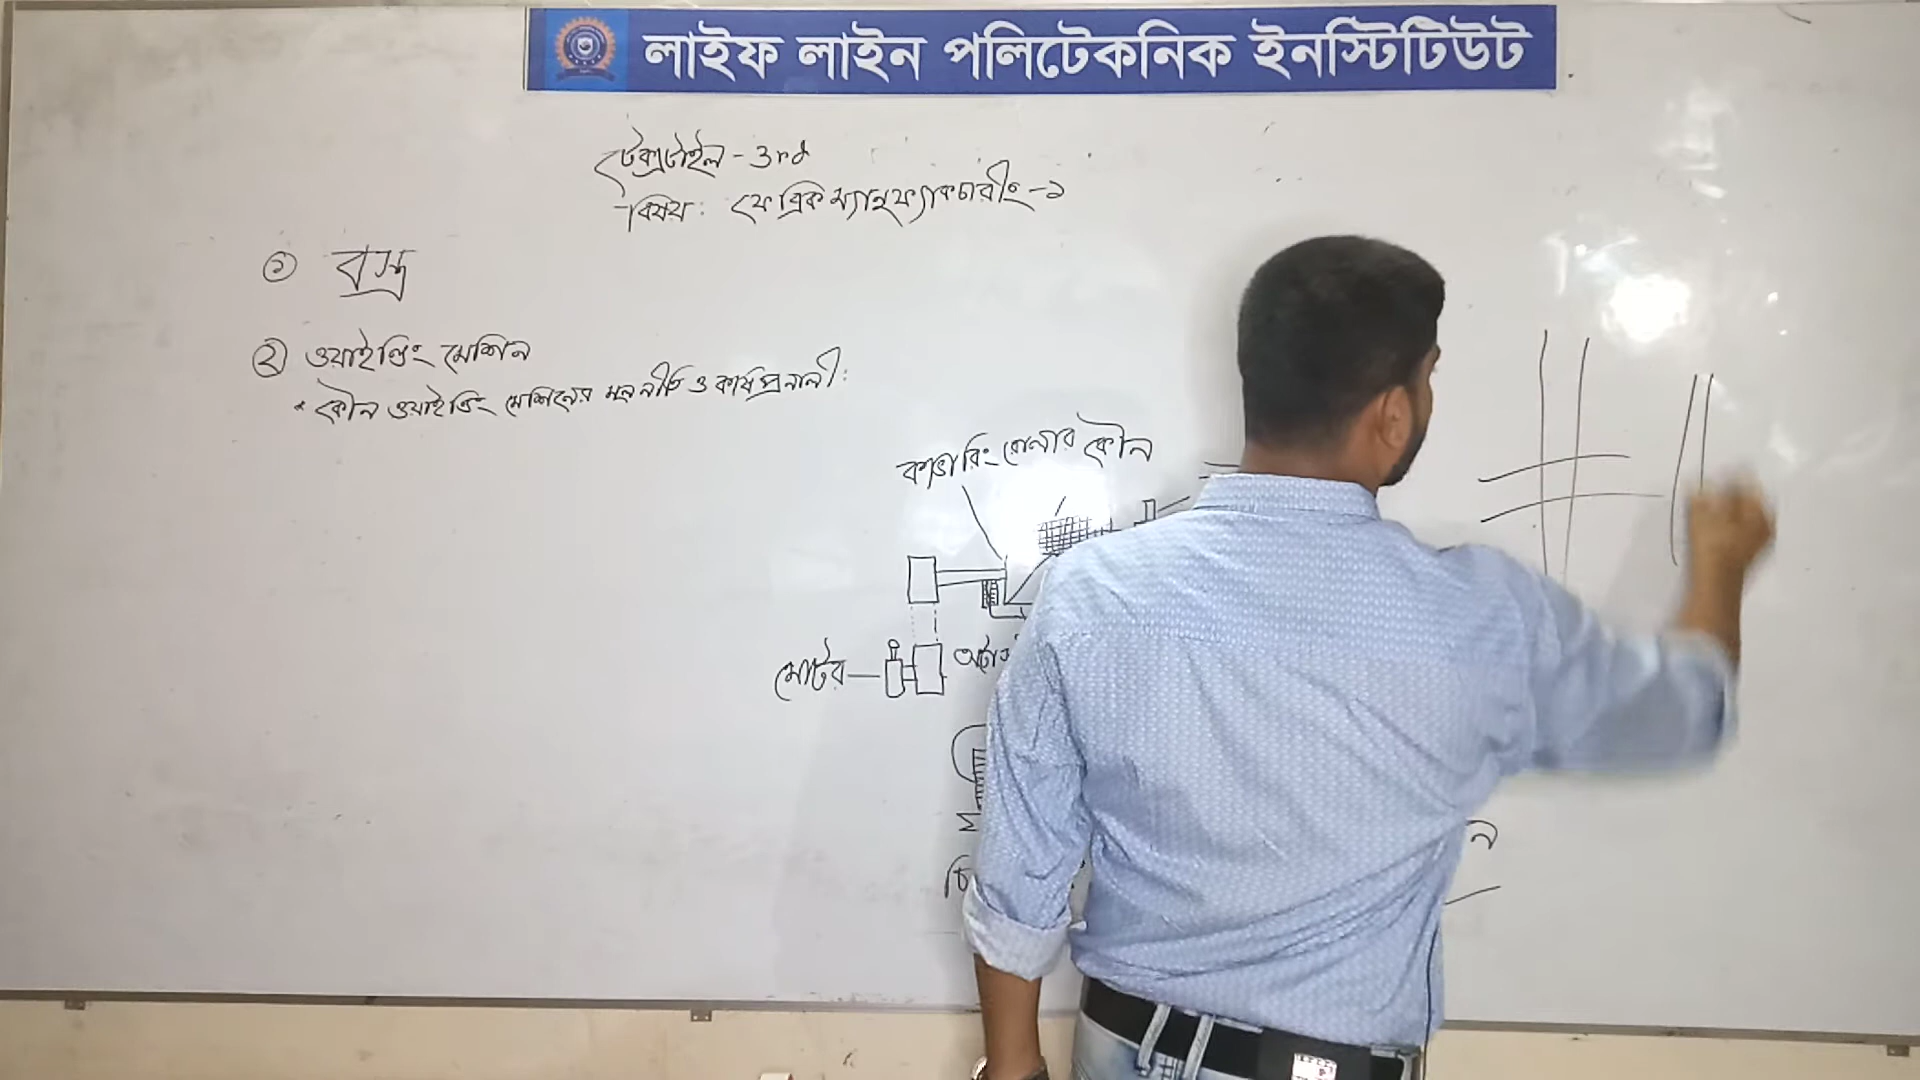 লাইফ লাইন পলিটেকনিক ইনস্টিটিউট
টেক্সটাইল - 3rd
বিষয়: ফেব্রিক ম্যানুফ্যাকচারীং -১
① বস্ত্র
② ওয়াইন্ডিং মেশিন
* কৌন ওয়াইন্ডিং মেশিনের মূলনীতি ও কার্যপ্রনালী:
কাভারিং রোলার কৌন
মোটর